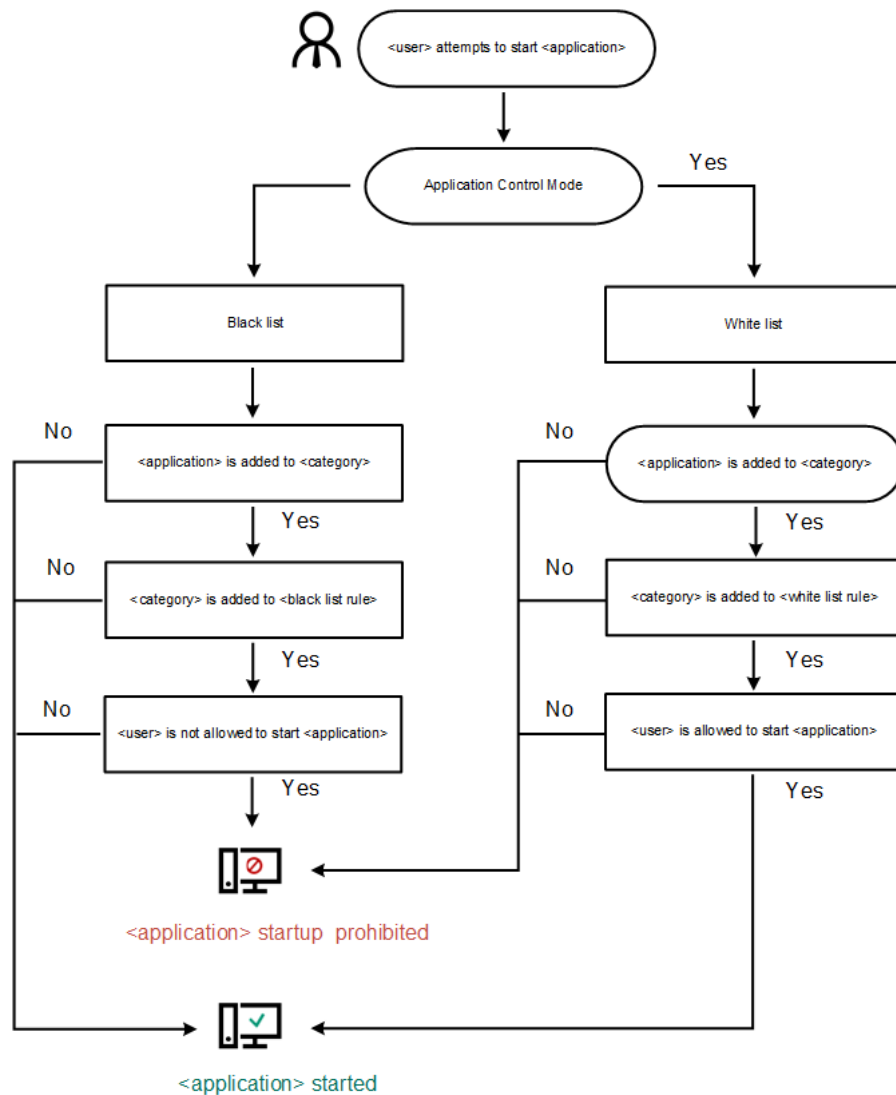 <user> attempts to start <application>
Yes
Application Control Mode
Black list
White list
No
No
<application> is added to <category>
<application> is added to <category>
Yes
Yes
No
No
<category> is added to <black list rule>
<category> is added to <white list rule>
Yes
Yes
No
No
<user> is not allowed to start <application>
<user> is allowed to start <application>
Yes
Yes
<application> startup prohibited
<application> started